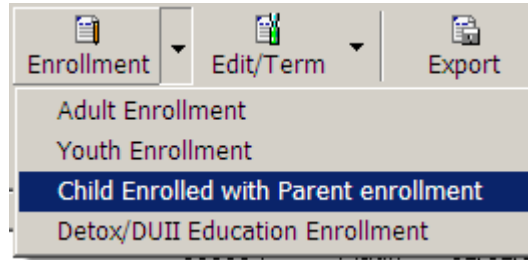 Enrollment Edit/Term Export
Adult Enrollment
Youth Enrollment
Child Enrolled with Parent enrollment
Detox/DUII Education Enrollment